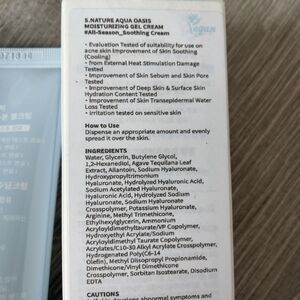 S.NATURE AQUA OASIS
MOISTURIZING GEL CREAM
#All-Season_Soothing Cream
Vegan
• Evaluation Tested of suitability for use on
acne skin Improvement of Skin Soothing
(Cooling)
• from External Heat Stimulation Damage
Tested
• Improvement of Skin Sebum and Skin Pore
Tested
• Improvement of Deep Skin & Surface Skin
Hydration Content Tested
• Improvement of Skin Transepidermal Water
Loss Tested
• Irritation tested on sensitive skin
How to Use
Dispense an appropriate amount and evenly
spread it over the skin.
INGREDIENTS
Water, Glycerin, Butylene Glycol,
1,2-Hexanediol, Agave Tequilana Leaf
Extract, Allantoin, Sodium Hyaluronate,
Hydroxypropyltrimonium
Hyaluronate, Hydrolyzed Hyaluronic Acid,
Sodium Acetylated Hyaluronate,
Hyaluronic Acid, Hydrolyzed Sodium
Hyaluronate, Sodium Hyaluronate
Crosspolymer, Potassium Hyaluronate,
Arginine, Methyl Trimethicone,
Ethylhexylglycerin, Ammonium
Acryloyldimethyltaurate/VP Copolymer,
Hydroxyethyl Acrylate/Sodium
Acryloyldimethyl Taurate Copolymer,
Acrylates/C10-30 Alkyl Acrylate Crosspolymer,
Hydrogenated Poly(C6-14
Olefin), Methyl Diisopropyl Propionamide,
Dimethicone/Vinyl Dimethicone
Crosspolymer, Sorbitan Isostearate, Disodium
EDTA
CAUTIONS
abnormal symptoms and